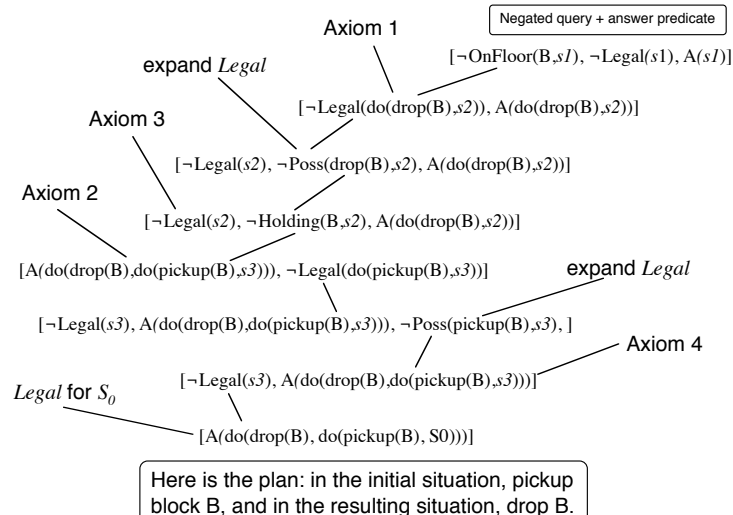 Negated query + answer predicate
Axiom 1
[¬OnFloor(B,s1), ¬Legal(s1), A(s1)]
expand Legal
[¬Legal(do(drop(B),s2)), A(do(drop(B),s2))]
Axiom 3
[¬Legal(s2), ¬Poss(drop(B),s2), A(do(drop(B),s2))]
Axiom 2
[¬Legal(s2), ¬Holding(B,s2), A(do(drop(B),s2))]
[A(do(drop(B),do(pickup(B),s3))), ¬Legal(do(pickup(B),s3))]
expand Legal
[¬Legal(s3), A(do(drop(B),do(pickup(B),s3))), ¬Poss(pickup(B),s3), ]
Axiom 4
[¬Legal(s3), A(do(drop(B),do(pickup(B),s3)))]
Legal for S0
[A(do(drop(B), do(pickup(B), S0)))]
Here is the plan: in the initial situation, pickup
block B, and in the resulting situation, drop B.